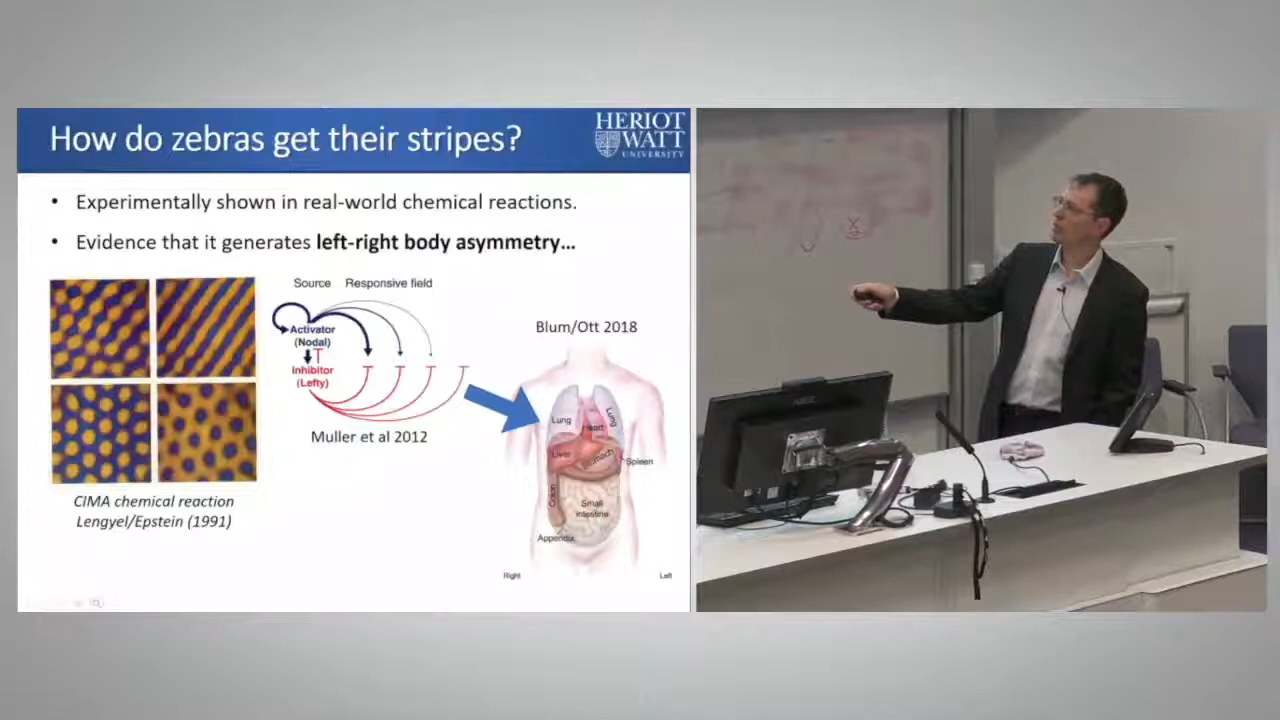 How do zebras get their stripes?
HERIOT
WATT
UNIVERSITY
• Experimentally shown in real-world chemical reactions.
• Evidence that it generates left-right body asymmetry...
Source Responsive field
Activator
(Nodal)
Inhibitor
(Lefty)
Muller et al 2012
CIMA chemical reaction
Lengyel/Epstein (1991)
Blum/Ott 2018
Lung
Lung
Heart
Liver
Stomach
Spleen
Colon
Small
intestine
Appendix
Right Left